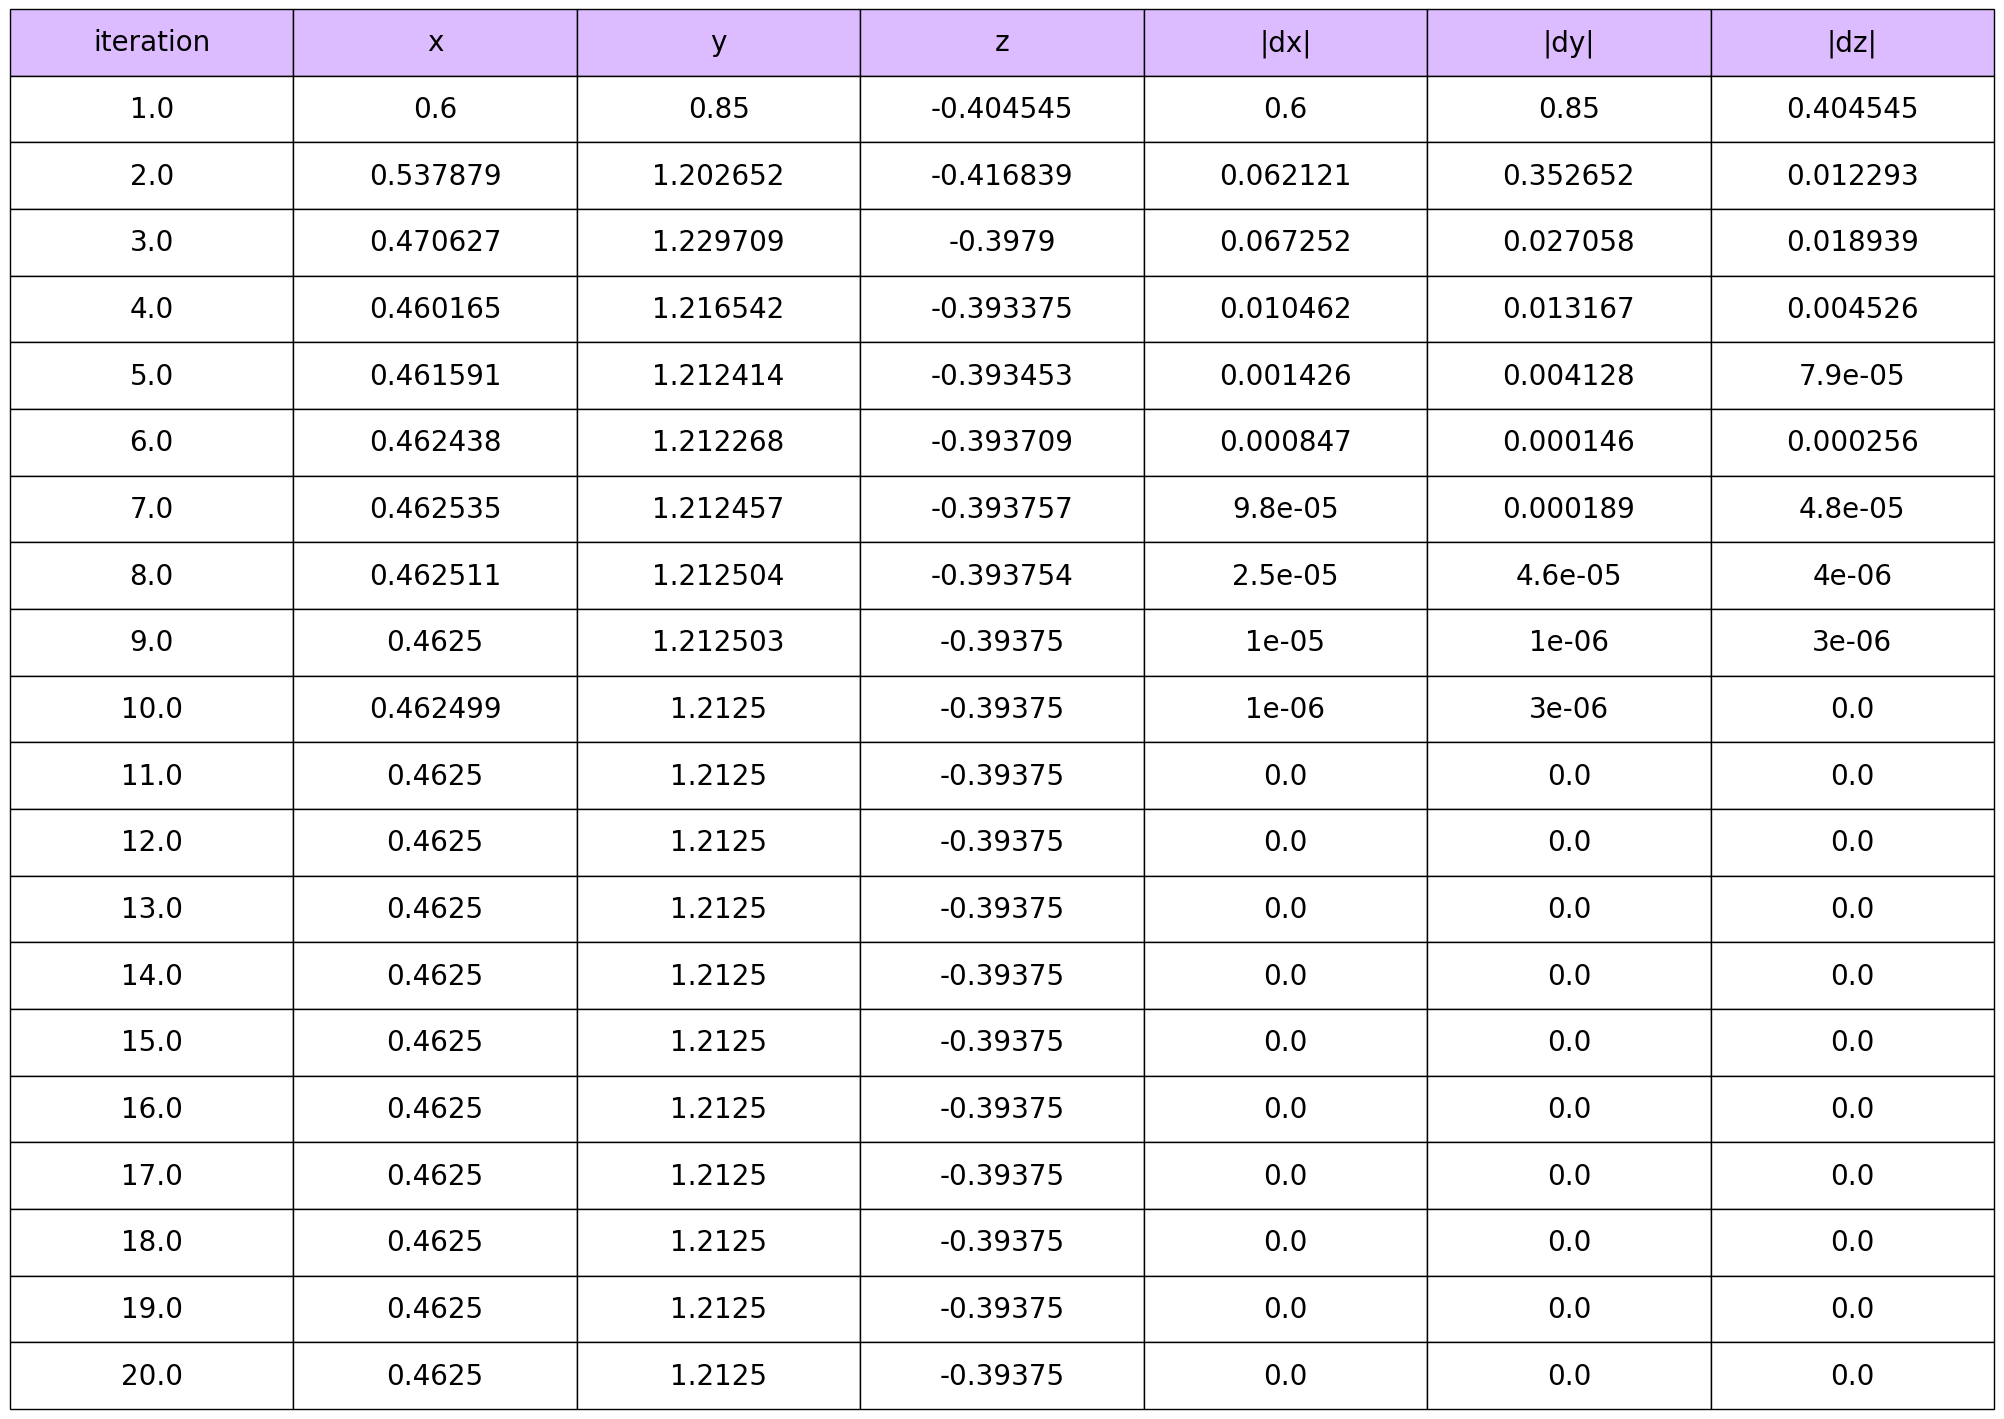 iteration x y z |dx| |dy| |dz|
1.0 0.6 0.85 -0.404545 0.6 0.85 0.404545
2.0 0.537879 1.202652 -0.416839 0.062121 0.352652 0.012293
3.0 0.470627 1.229709 -0.3979 0.067252 0.027058 0.018939
4.0 0.460165 1.216542 -0.393375 0.010462 0.013167 0.004526
5.0 0.461591 1.212414 -0.393453 0.001426 0.004128 7.9e-05
6.0 0.462438 1.212268 -0.393709 0.000847 0.000146 0.000256
7.0 0.462535 1.212457 -0.393757 9.8e-05 0.000189 4.8e-05
8.0 0.462511 1.212504 -0.393754 2.5e-05 4.6e-05 4e-06
9.0 0.4625 1.212503 -0.39375 1e-05 1e-06 3e-06
10.0 0.462499 1.2125 -0.39375 1e-06 3e-06 0.0
11.0 0.4625 1.2125 -0.39375 0.0 0.0 0.0
12.0 0.4625 1.2125 -0.39375 0.0 0.0 0.0
13.0 0.4625 1.2125 -0.39375 0.0 0.0 0.0
14.0 0.4625 1.2125 -0.39375 0.0 0.0 0.0
15.0 0.4625 1.2125 -0.39375 0.0 0.0 0.0
16.0 0.4625 1.2125 -0.39375 0.0 0.0 0.0
17.0 0.4625 1.2125 -0.39375 0.0 0.0 0.0
18.0 0.4625 1.2125 -0.39375 0.0 0.0 0.0
19.0 0.4625 1.2125 -0.39375 0.0 0.0 0.0
20.0 0.4625 1.2125 -0.39375 0.0 0.0 0.0